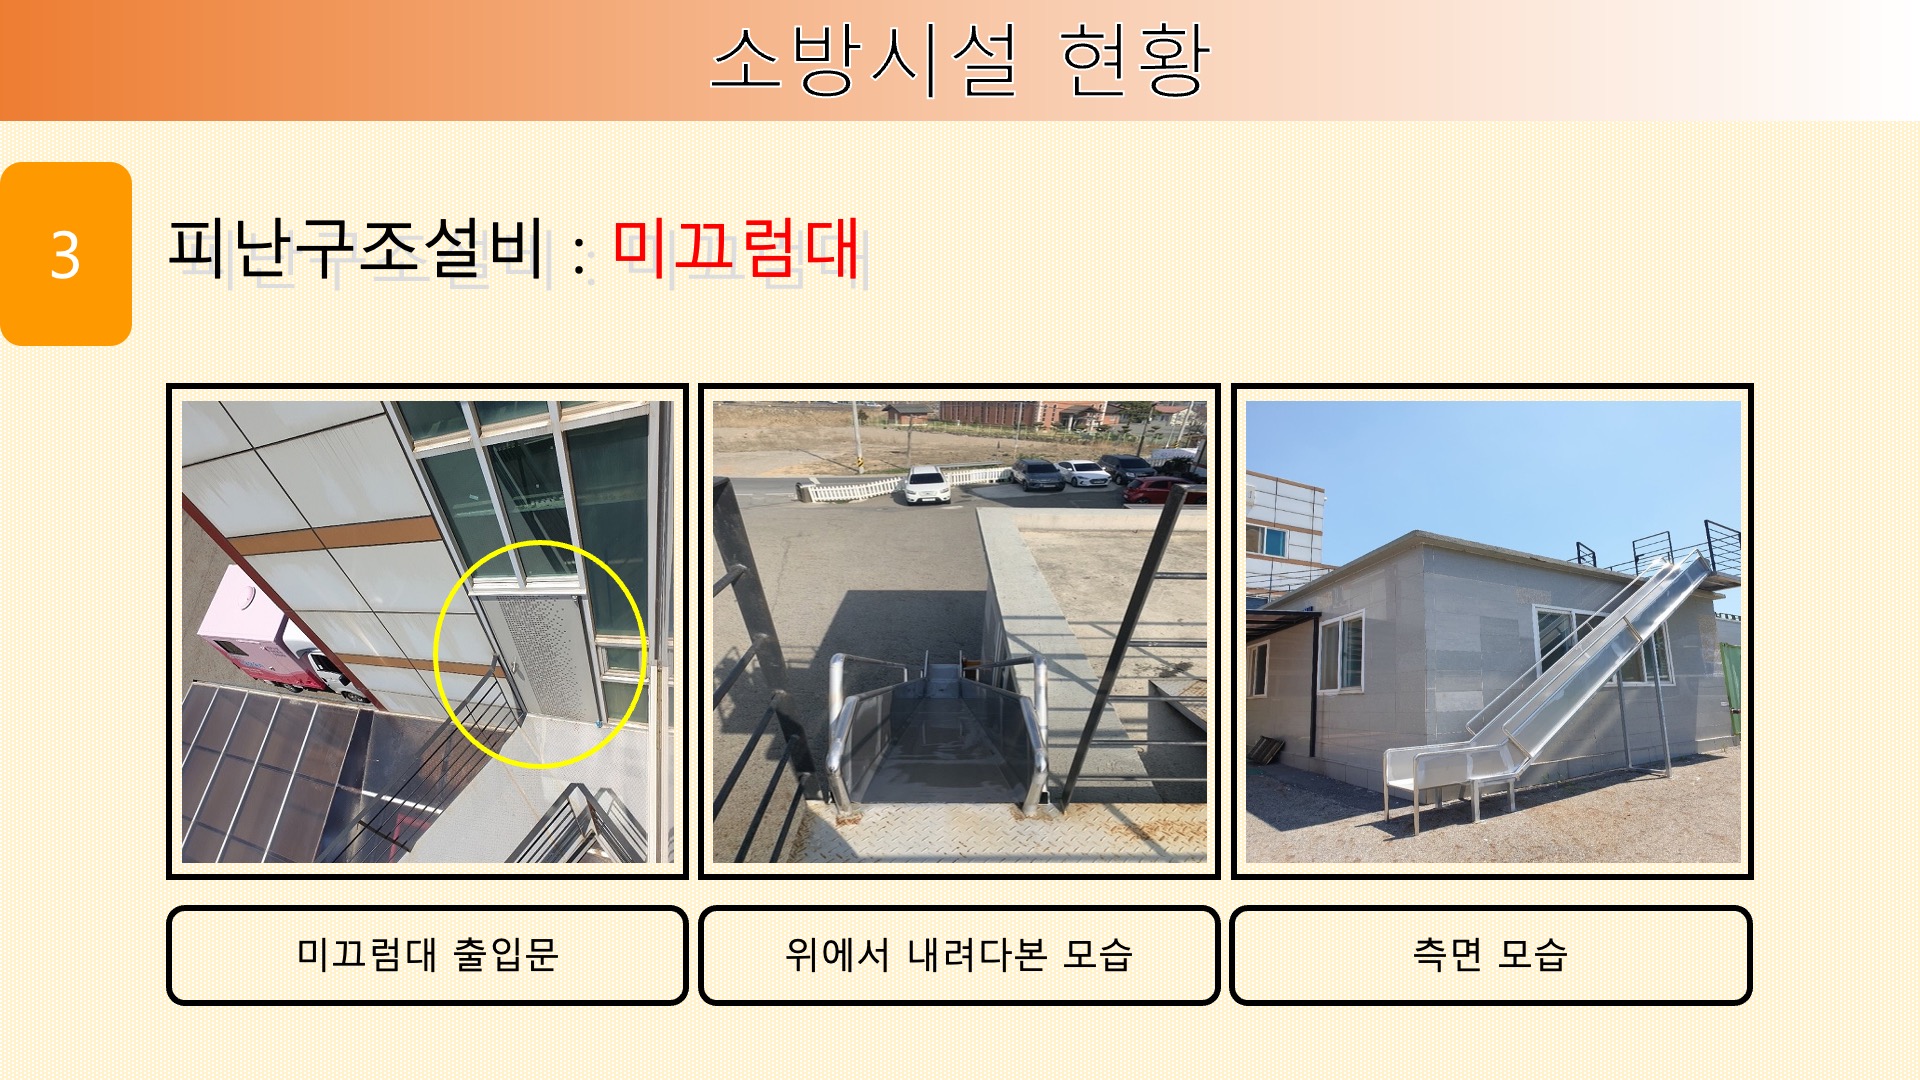 소방시설 현황
3
피난구조설비 : 미끄럼대
미끄럼대 출입문
위에서 내려다본 모습
측면 모습